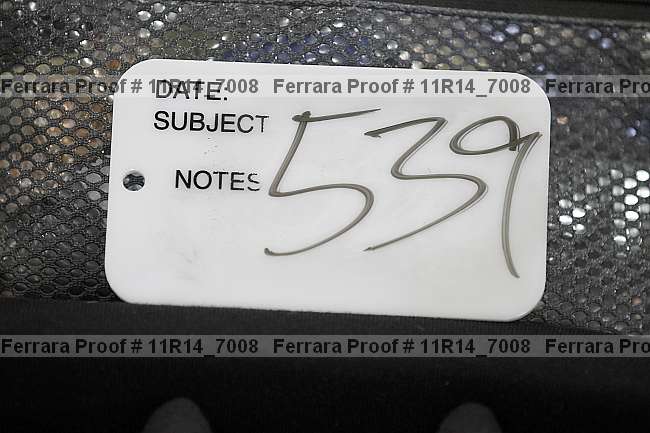 Ferrara Proof # 11R14_7008 Ferrara Proof # 11R14_7008 Ferrara Pro
DATE:
SUBJECT 539
NOTES
Ferrara Proof # 11R14_7008 Ferrara Proof # 11R14_7008 Ferrara Pro